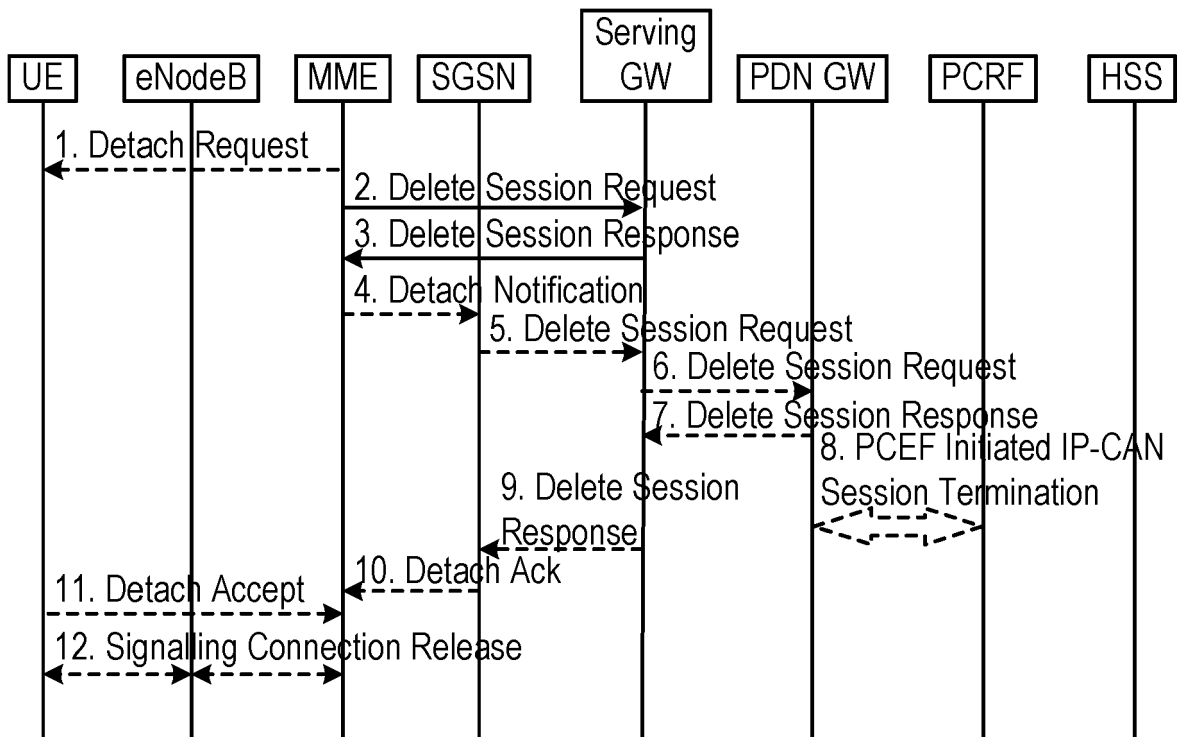 Serving
GW
UE
eNodeB
MME
SGSN
PDN GW
PCRF
HSS
1. Detach Request
2. Delete Session Request
3. Delete Session Response
4. Detach Notification
5. Delete Session Request
6. Delete Session Request
7. Delete Session Response
8. PCEF Initiated IP-CAN
Session Termination
9. Delete Session
Response
10. Detach Ack
11. Detach Accept
12. Signalling Connection Release